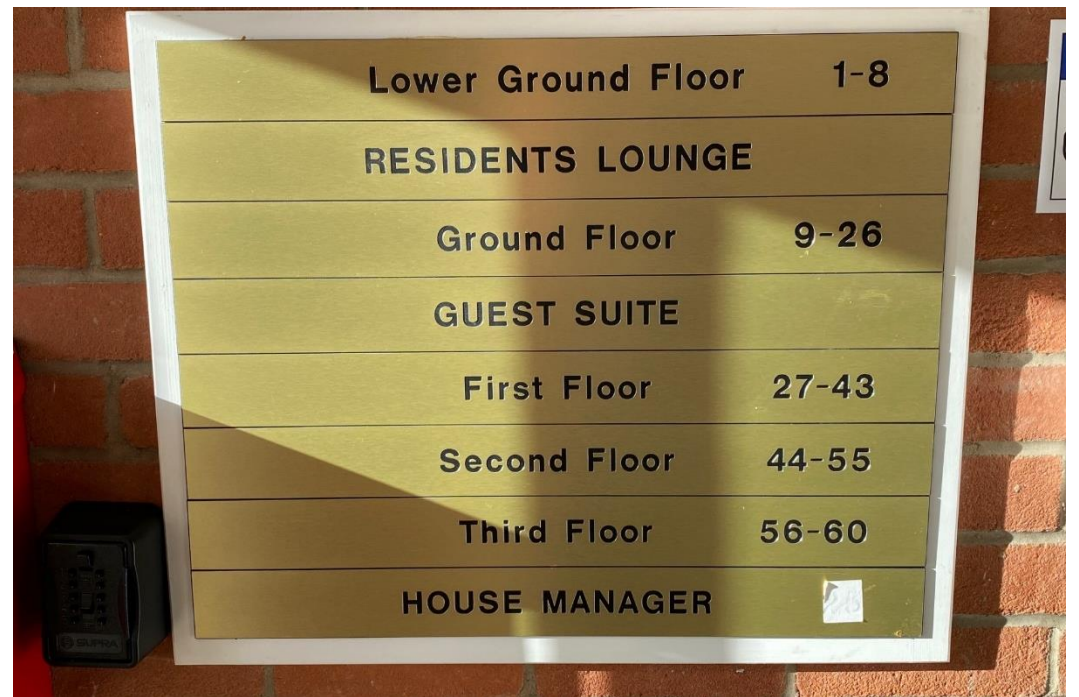 Lower Ground Floor 1-8
RESIDENTS LOUNGE
Ground Floor 9-26
GUEST SUITE
First Floor 27-43
Second Floor 44-55
Third Floor 56-60
HOUSE MANAGER
SUPRA